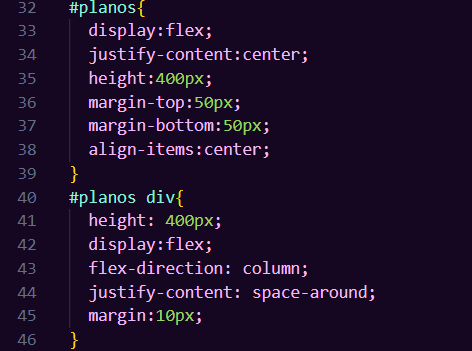 32 #planos{
33 display:flex;
34 justify-content:center;
35 height:400px;
36 margin-top:50px;
37 margin-bottom:50px;
38 align-items:center;
39 }
40 #planos div{
41 height: 400px;
42 display:flex;
43 flex-direction: column;
44 justify-content: space-around;
45 margin:10px;
46 }